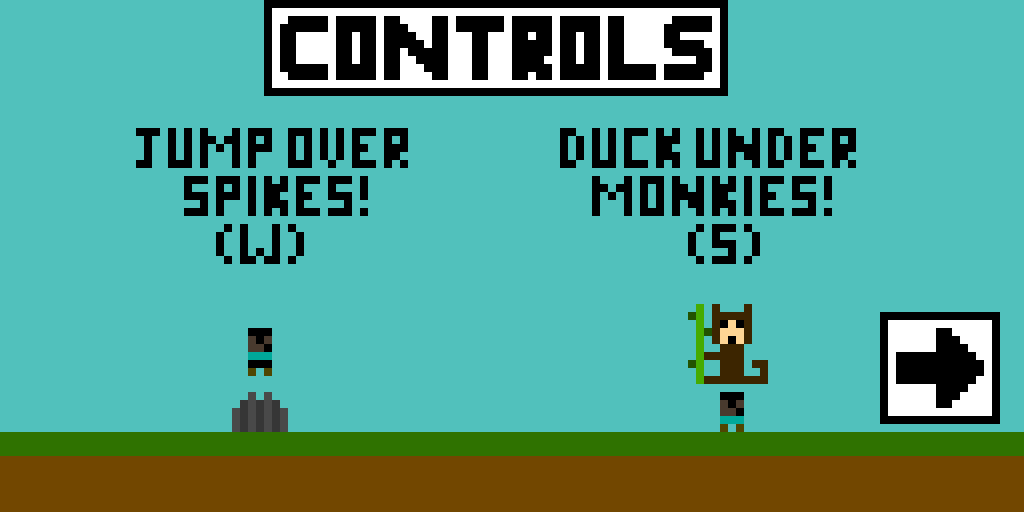 CONTROLS
JUMP OVER
SPIKES!
(W)
DUCK UNDER
MONKIES!
(S)